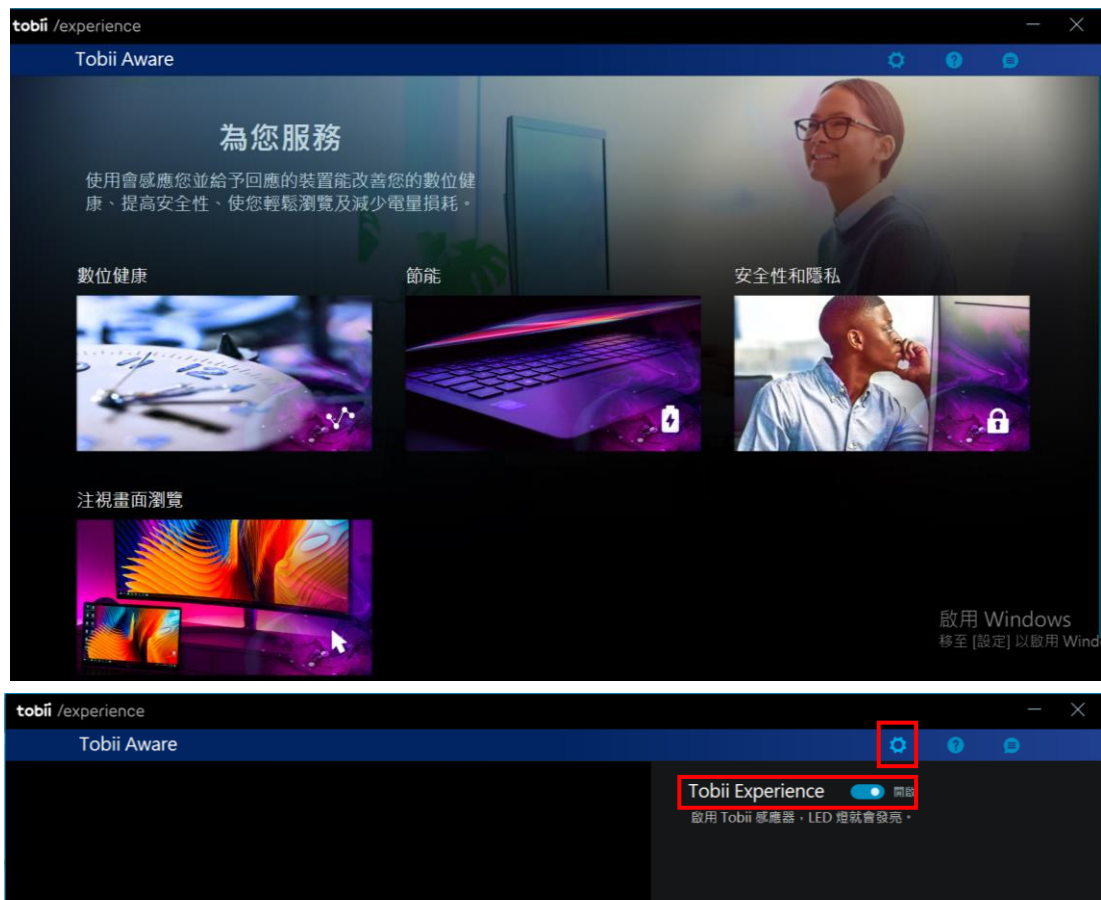 tobii /experience
Tobii Aware
為您服務
使用會感應您並給予回應的裝置能改善您的數位健
康、提高安全性、使您輕鬆瀏覽及減少電量損耗。
數位健康
節能
安全性和隱私
注視畫面瀏覽
啟用 Windows
移至 [設定] 以啟用 Wind
tobii /experience
Tobii Aware
Tobii Experience 開啟
啟用 Tobii 感應器，LED 燈就會發亮。